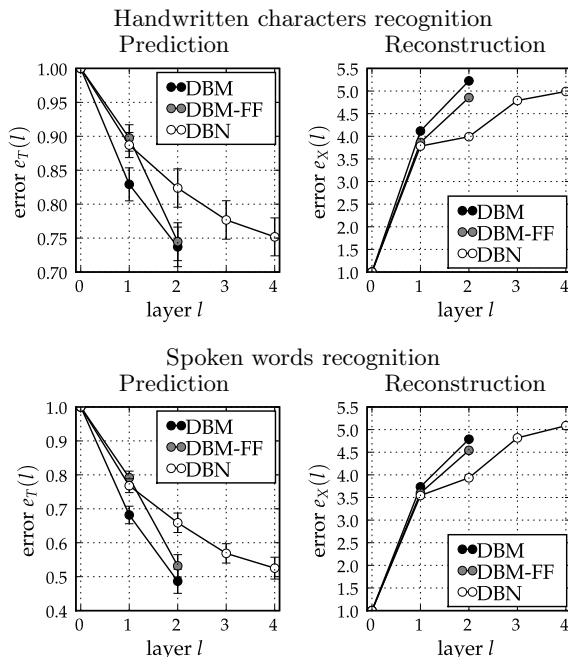 Handwritten characters recognition
Prediction
error e_T(l)
1.00
0.95
0.90
0.85
0.80
0.75
0.70
0 1 2 3 4
layer l
DBM
DBM-FF
DBN
Reconstruction
error e_X(l)
5.5
5.0
4.5
4.0
3.5
3.0
2.5
2.0
1.5
1.0
0 1 2 3 4
layer l
DBM
DBM-FF
DBN
Spoken words recognition
Prediction
error e_T(l)
1.0
0.9
0.8
0.7
0.6
0.5
0.4
0 1 2 3 4
layer l
DBM
DBM-FF
DBN
Reconstruction
error e_X(l)
5.5
5.0
4.5
4.0
3.5
3.0
2.5
2.0
1.5
1.0
0 1 2 3 4
layer l
DBM
DBM-FF
DBN